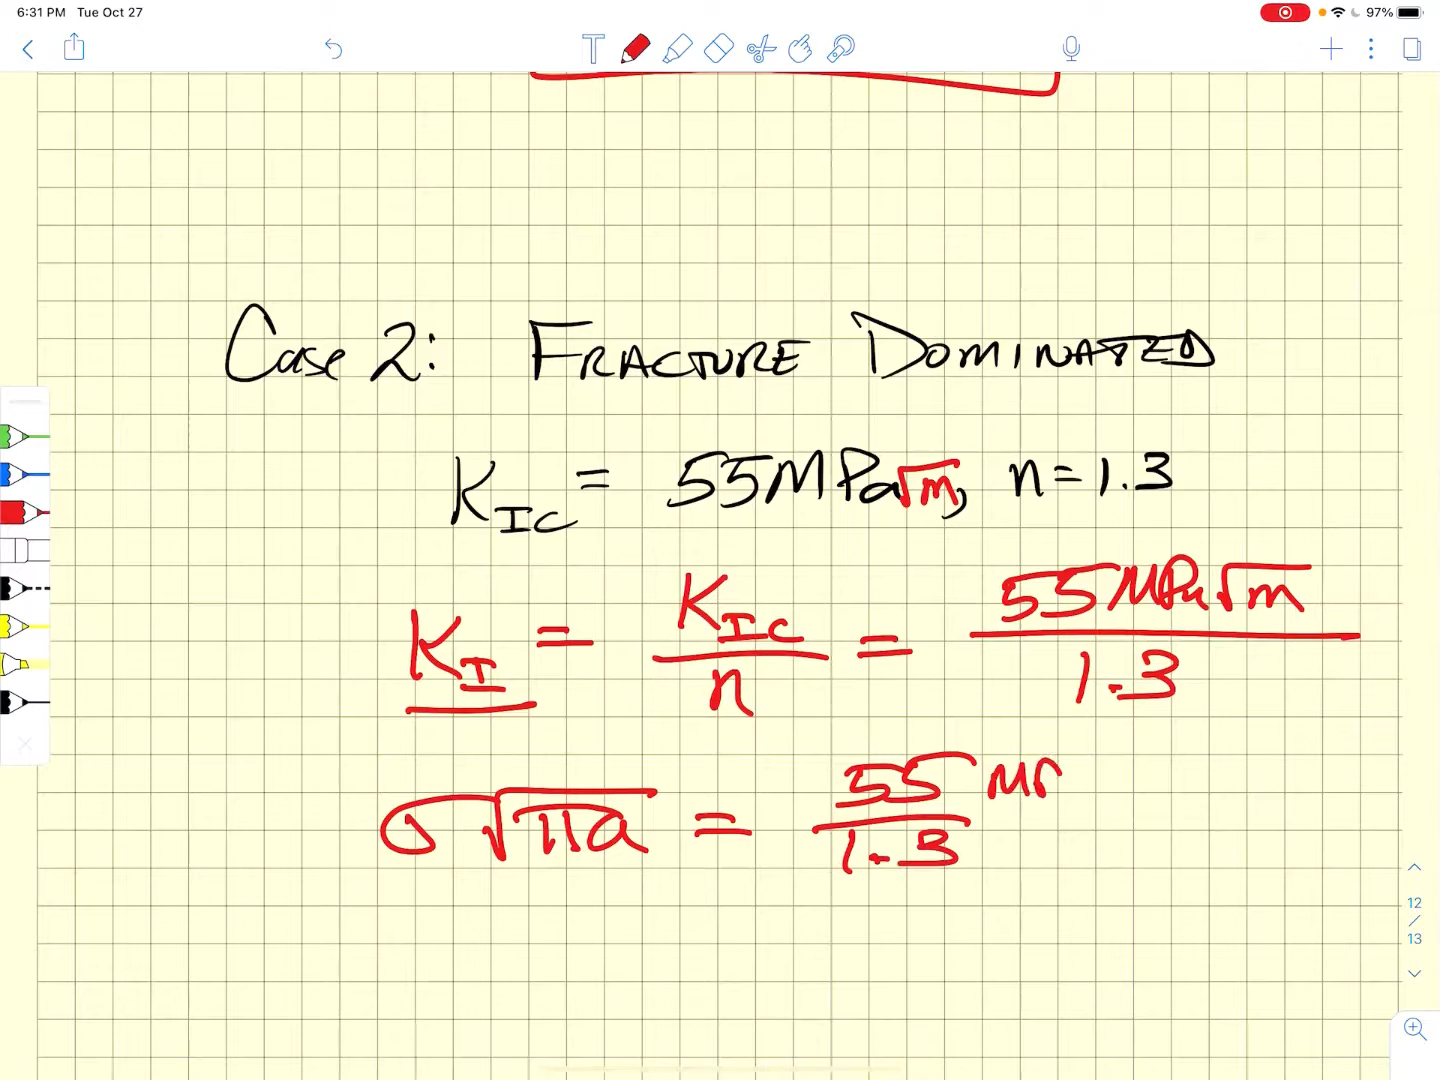 6:31 PM Tue Oct 27
97%
Case 2: FRACTURE DOMINATED
K_IC = 55MPa√m, n=1.3
K_I = K_IC/n = 55MPa√m/1.3
σ√πa = 55/1.3 MP
12
/
13